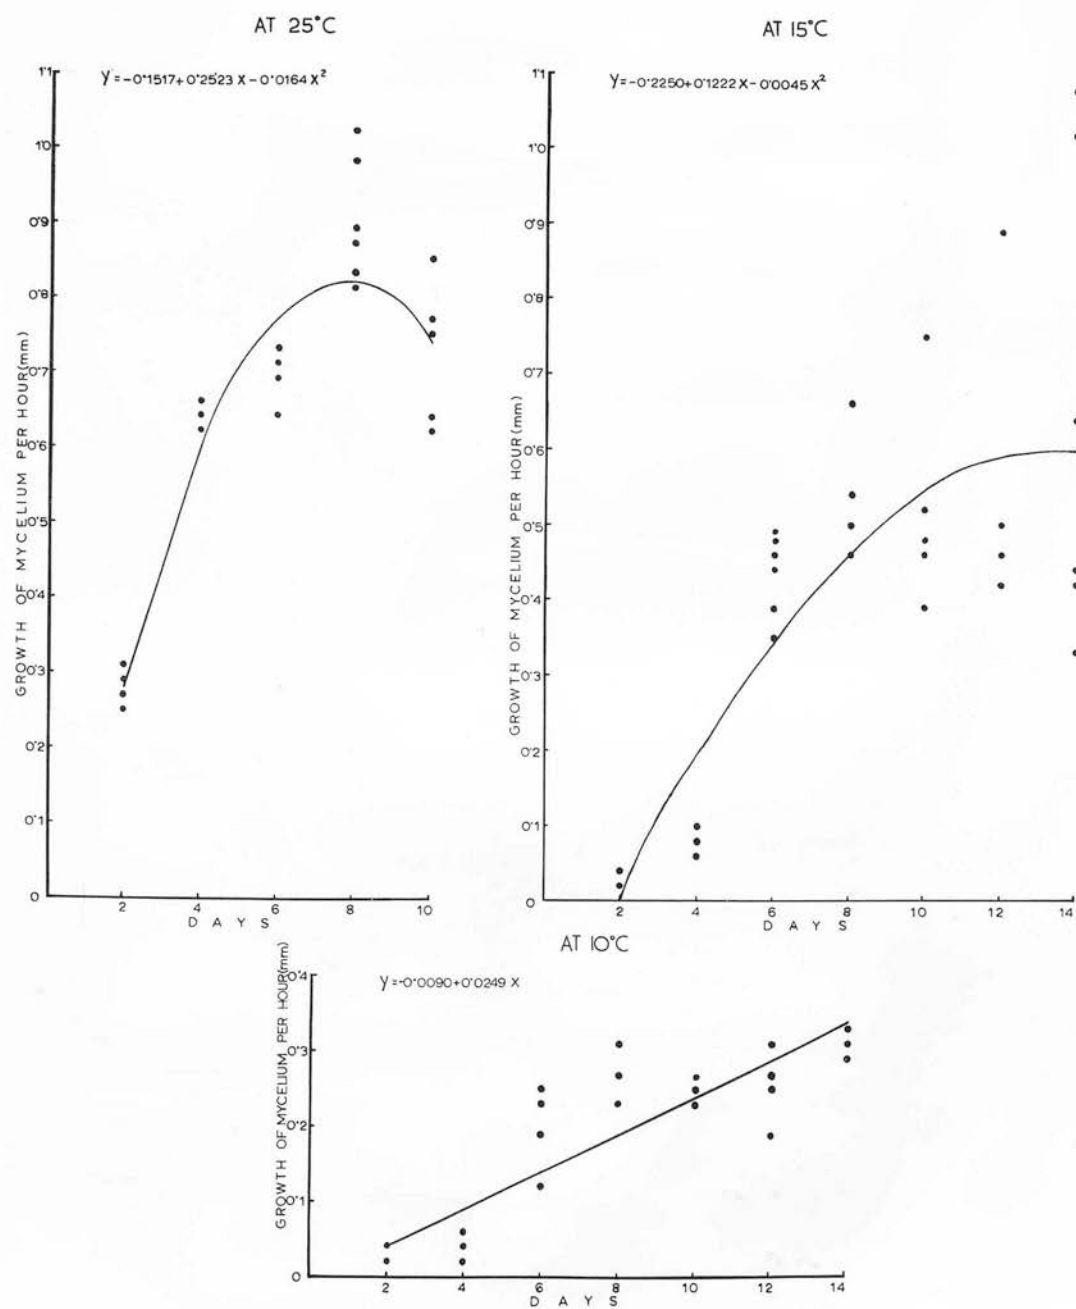 AT 25°C
y = -0·1517 + 0·2523 x - 0·0164 x²
1·1
1·0
0·9
0·8
0·7
0·6
0·5
0·4
0·3
0·2
0·1
0
GROWTH OF MYCELIUM PER HOUR (mm)
2 4 6 8 10
DAYS
AT 15°C
y = -0·2250 + 0·1222 x - 0·0045 x²
1·1
1·0
0·9
0·8
0·7
0·6
0·5
0·4
0·3
0·2
0·1
0
GROWTH OF MYCELIUM PER HOUR (mm)
2 4 6 8 10 12 14
DAYS
AT 10°C
y = -0·0090 + 0·0249 x
0·4
0·3
0·2
0·1
0
GROWTH OF MYCELIUM PER HOUR (mm)
2 4 6 8 10 12 14
DAYS